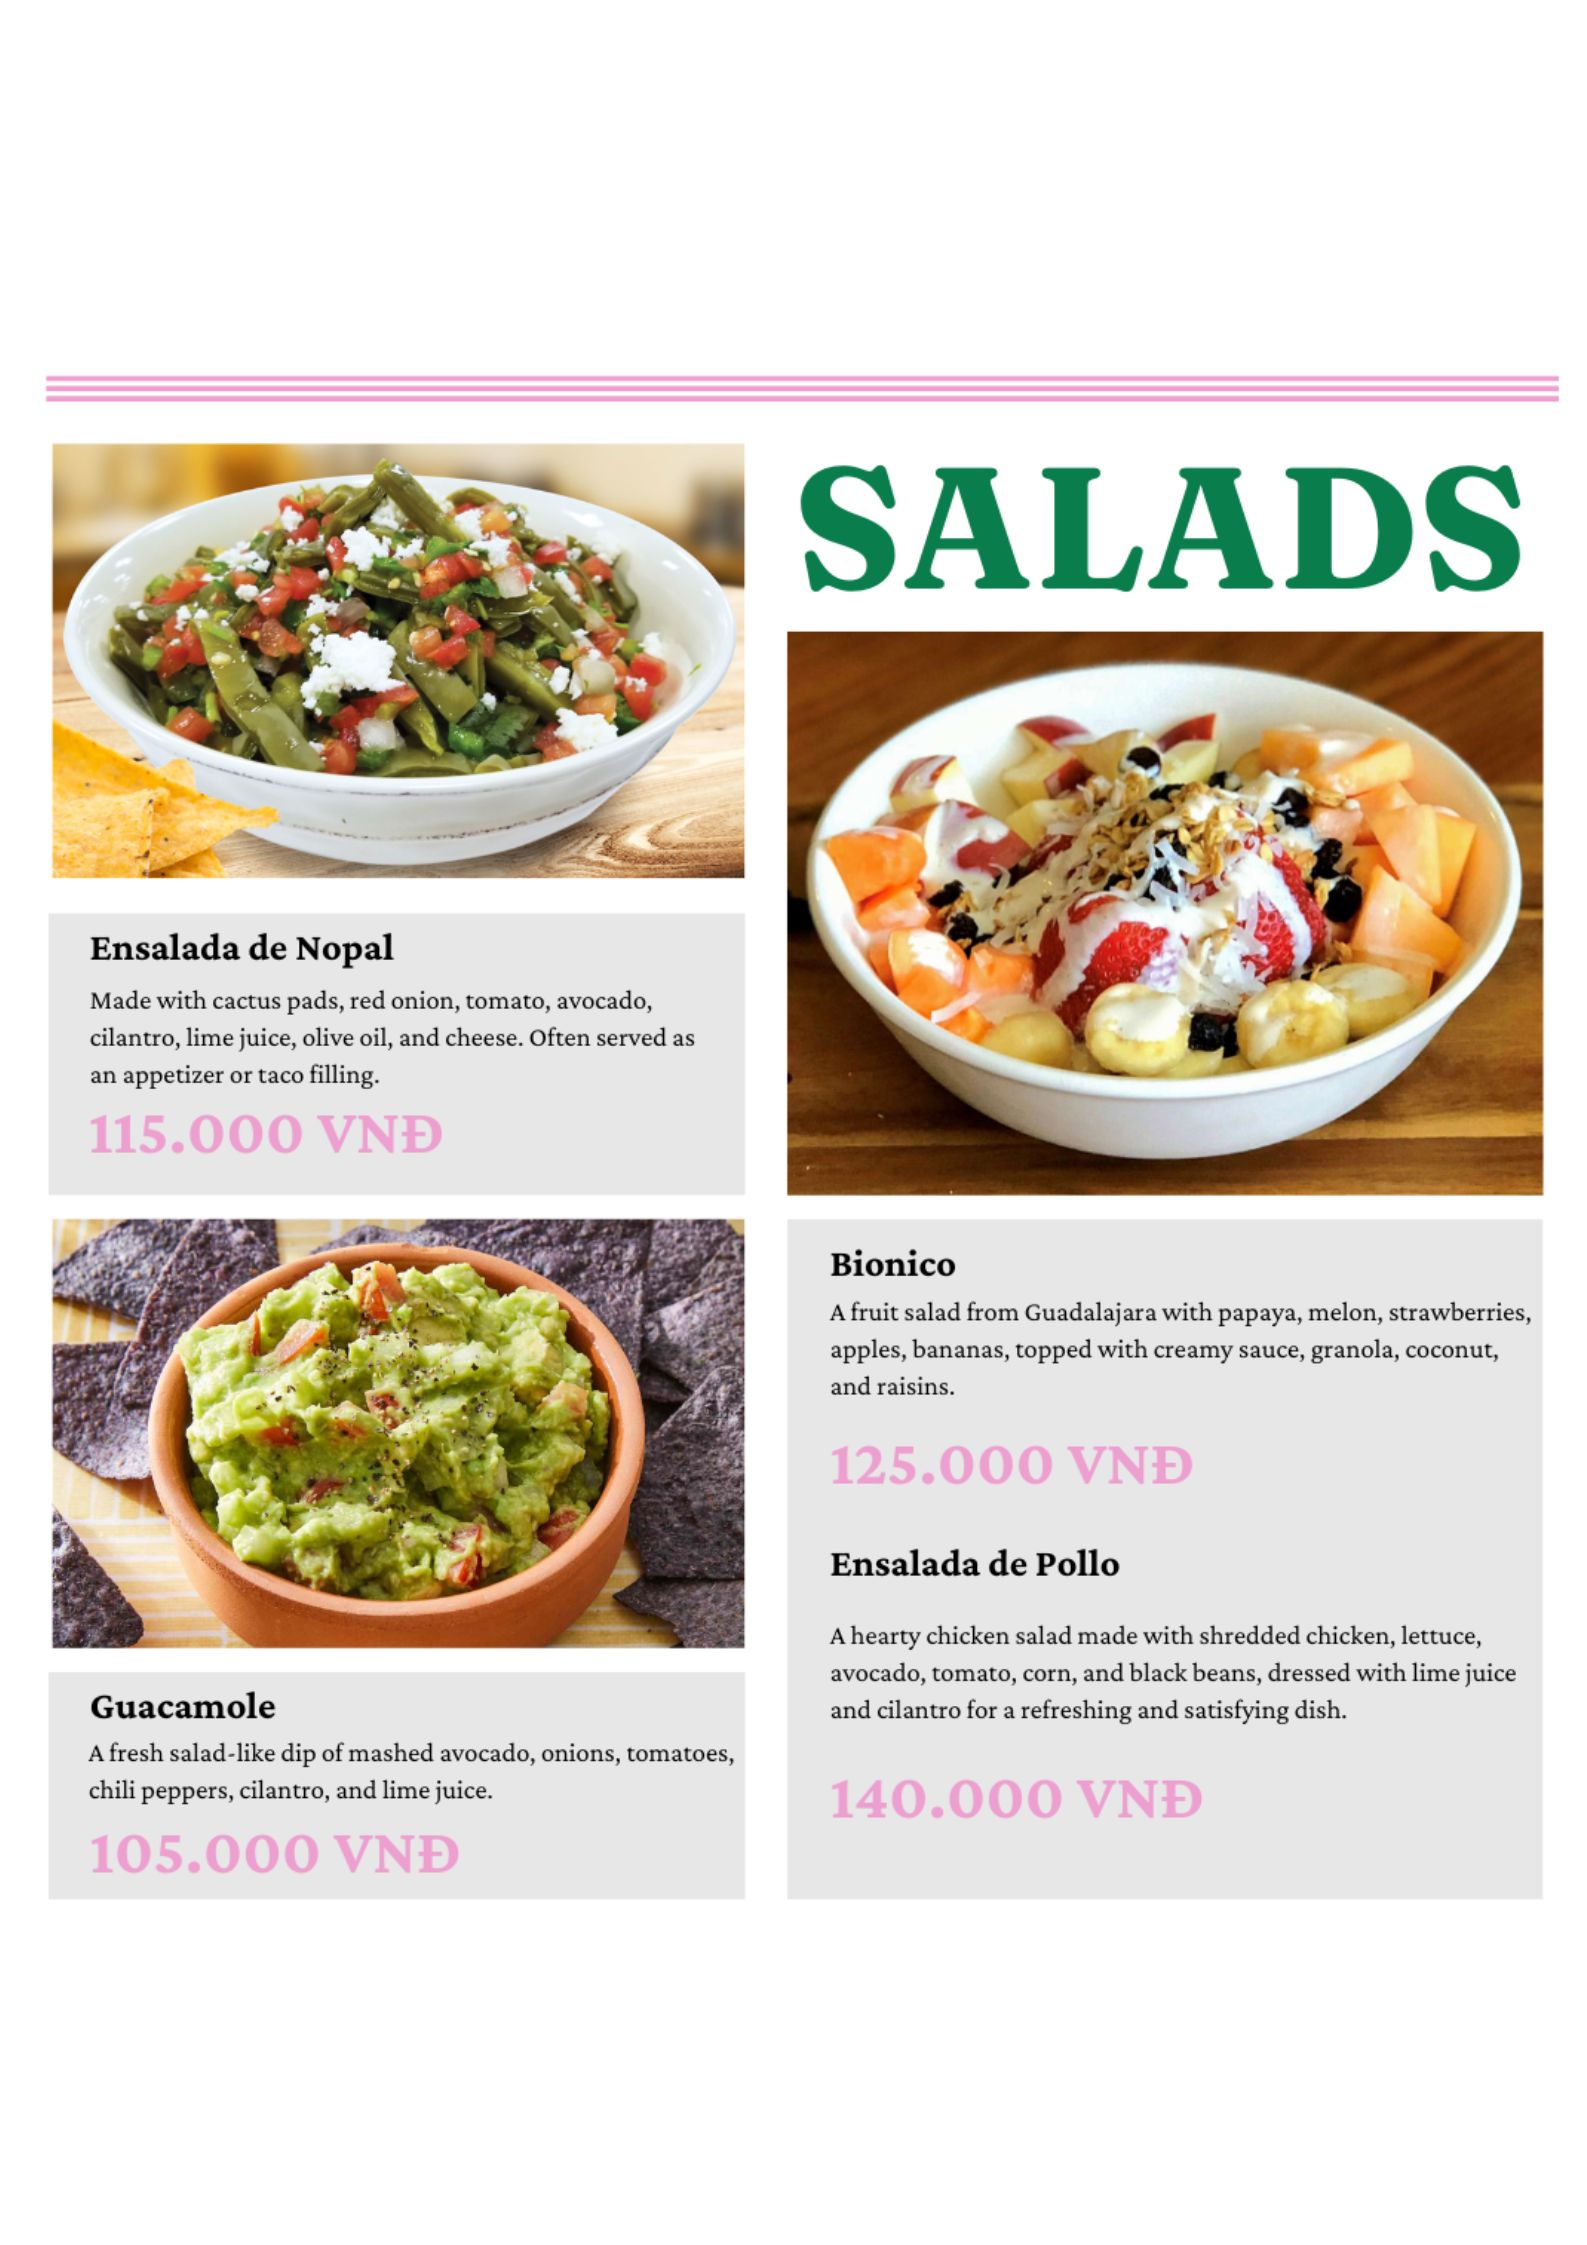 SALADS
Ensalada de Nopal
Made with cactus pads, red onion, tomato, avocado,
cilantro, lime juice, olive oil, and cheese. Often served as
an appetizer or taco filling.
115.000 VNĐ
Guacamole
A fresh salad-like dip of mashed avocado, onions, tomatoes,
chili peppers, cilantro, and lime juice.
105.000 VNĐ
Bionico
A fruit salad from Guadalajara with papaya, melon, strawberries,
apples, bananas, topped with creamy sauce, granola, coconut,
and raisins.
125.000 VNĐ
Ensalada de Pollo
A hearty chicken salad made with shredded chicken, lettuce,
avocado, tomato, corn, and black beans, dressed with lime juice
and cilantro for a refreshing and satisfying dish.
140.000 VNĐ